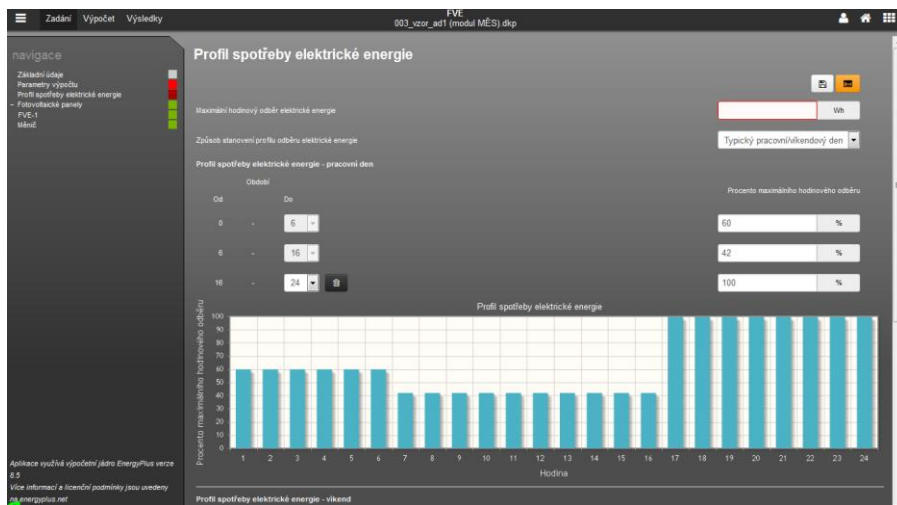 FVE
Zadání Výpočet Výsledky
003_vzor_ad1 (modul MĚS).dkp
navigace
Základní údaje
Parametry výpočtu
Profil spotřeby elektrické energie
- Fotovoltaické panely
FVE-1
Měnič
Aplikace využívá výpočetní jádro EnergyPlus verze
8.5
Více informací a licenční podmínky jsou uvedeny
na energyplus.net
Profil spotřeby elektrické energie
Maximální hodinový odběr elektrické energie Wh
Způsob stanovení profilu odběru elektrické energie Typický pracovní/víkendový den
Profil spotřeby elektrické energie - pracovní den
Období
Od Do Procento maximálního hodinového odběru
0 - 6 60 %
6 - 16 42 %
16 - 24 100 %
Profil spotřeby elektrické energie
Procento maximálního hodinového odběru
100
90
80
70
60
50
40
30
20
10
0
1 2 3 4 5 6 7 8 9 10 11 12 13 14 15 16 17 18 19 20 21 22 23 24
Hodina
Profil spotřeby elektrické energie - víkend